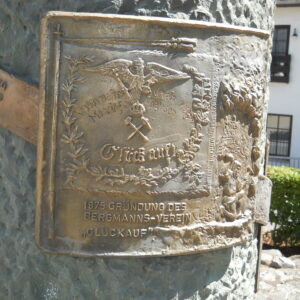 Glück auf!
1875 GRÜNDUNG DES
BERGMANNS-VEREIN
„GLÜCKAUF“